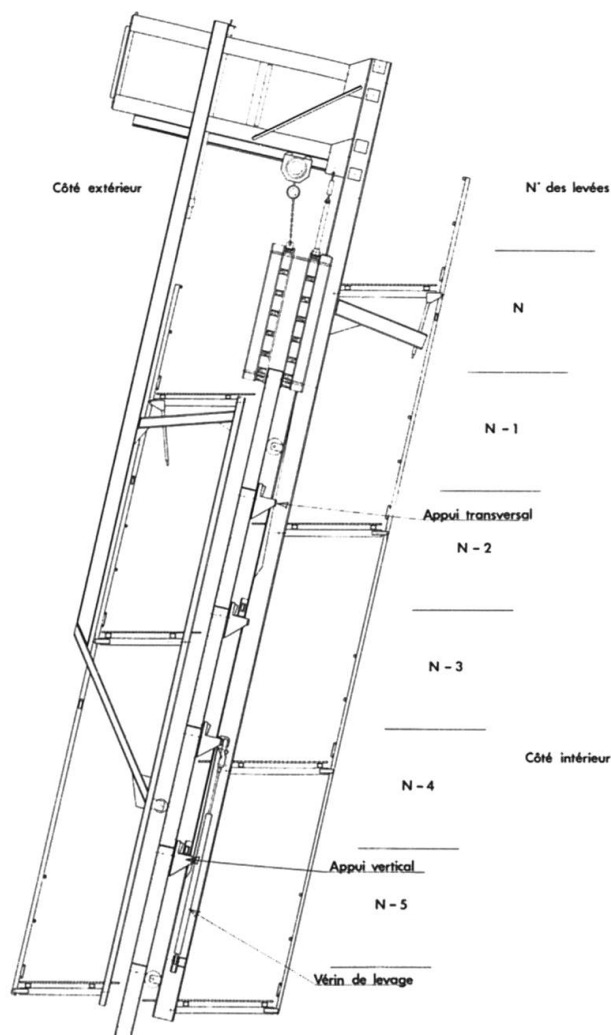 Côté extérieur
N° des levées
N
N - 1
Appui transversal
N - 2
N - 3
Côté intérieur
N - 4
Appui vertical
N - 5
Vérin de levage